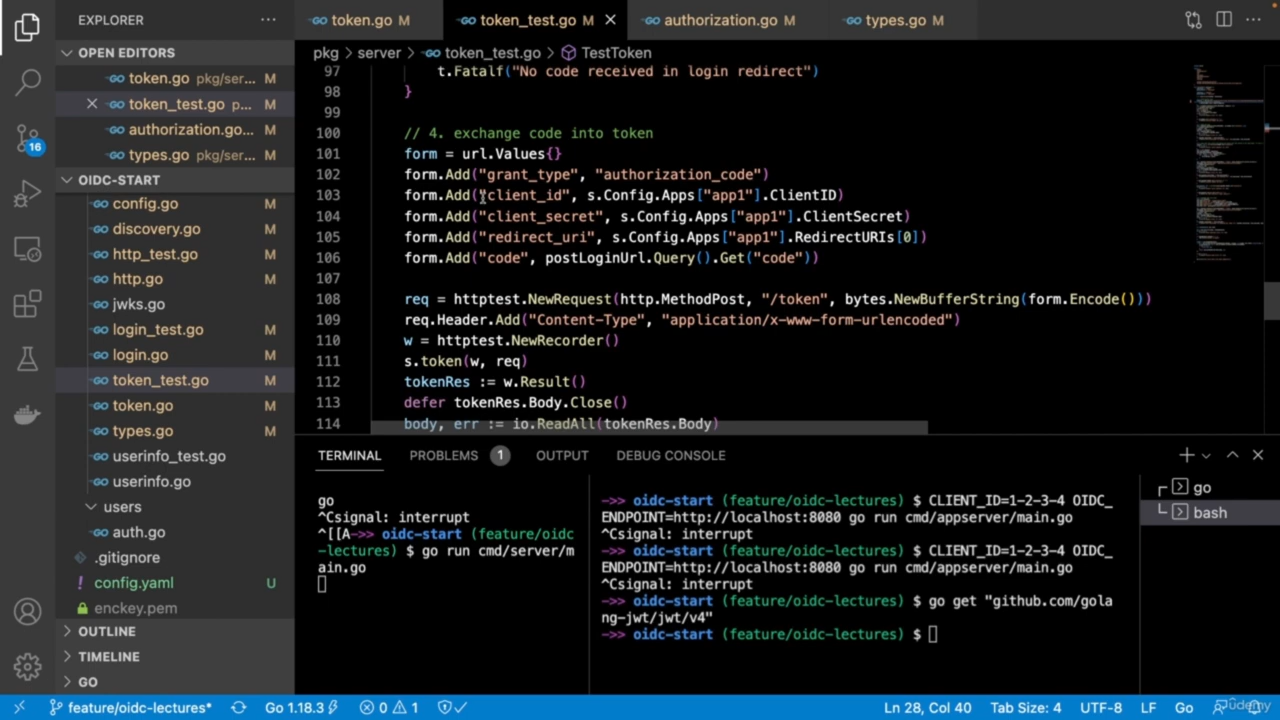 EXPLORER
token.go M
token_test.go M
authorization.go M
types.go M
OPEN EDITORS
token.go pkg/ser... M
token_test.go p... M
authorization.go... M
types.go pkg/ser... M
OIDC-START
config.go M
discovery.go M
http_test.go M
http.go M
jwks.go
login_test.go M
login.go M
token_test.go M
token.go M
types.go M
userinfo_test.go
userinfo.go
users
auth.go
.gitignore
config.yaml U
enckey.pem
OUTLINE
TIMELINE
GO
16
pkg > server > token_test.go > TestToken
97 t.Fatalf("No code received in login redirect")
98 }
99
100 // 4. exchange code into token
101 form = url.Values{}
102 form.Add("grant_type", "authorization_code")
103 form.Add("client_id", s.Config.Apps["app1"].ClientID)
104 form.Add("client_secret", s.Config.Apps["app1"].ClientSecret)
105 form.Add("redirect_uri", s.Config.Apps["app1"].RedirectURIs[0])
106 form.Add("code", postLoginUrl.Query().Get("code"))
107
108 req = httptest.NewRequest(http.MethodPost, "/token", bytes.NewBufferString(form.Encode()))
109 req.Header.Add("Content-Type", "application/x-www-form-urlencoded")
110 w = httptest.NewRecorder()
111 s.token(w, req)
112 tokenRes := w.Result()
113 defer tokenRes.Body.Close()
114 body, err := io.ReadAll(tokenRes.Body)
TERMINAL PROBLEMS 1 OUTPUT DEBUG CONSOLE
go
^Csignal: interrupt
^[[A->> oidc-start (feature/oidc
-lectures) $ go run cmd/server/m
ain.go
->> oidc-start (feature/oidc-lectures) $ CLIENT_ID=1-2-3-4 OIDC_
ENDPOINT=http://localhost:8080 go run cmd/appserver/main.go
^Csignal: interrupt
->> oidc-start (feature/oidc-lectures) $ CLIENT_ID=1-2-3-4 OIDC_
ENDPOINT=http://localhost:8080 go run cmd/appserver/main.go
^Csignal: interrupt
->> oidc-start (feature/oidc-lectures) $ go get "github.com/gola
ng-jwt/jwt/v4"
->> oidc-start (feature/oidc-lectures) $
go
bash
feature/oidc-lectures* Go 1.18.3 0 1 Ln 28, Col 40 Tab Size: 4 UTF-8 LF Go
Udemy